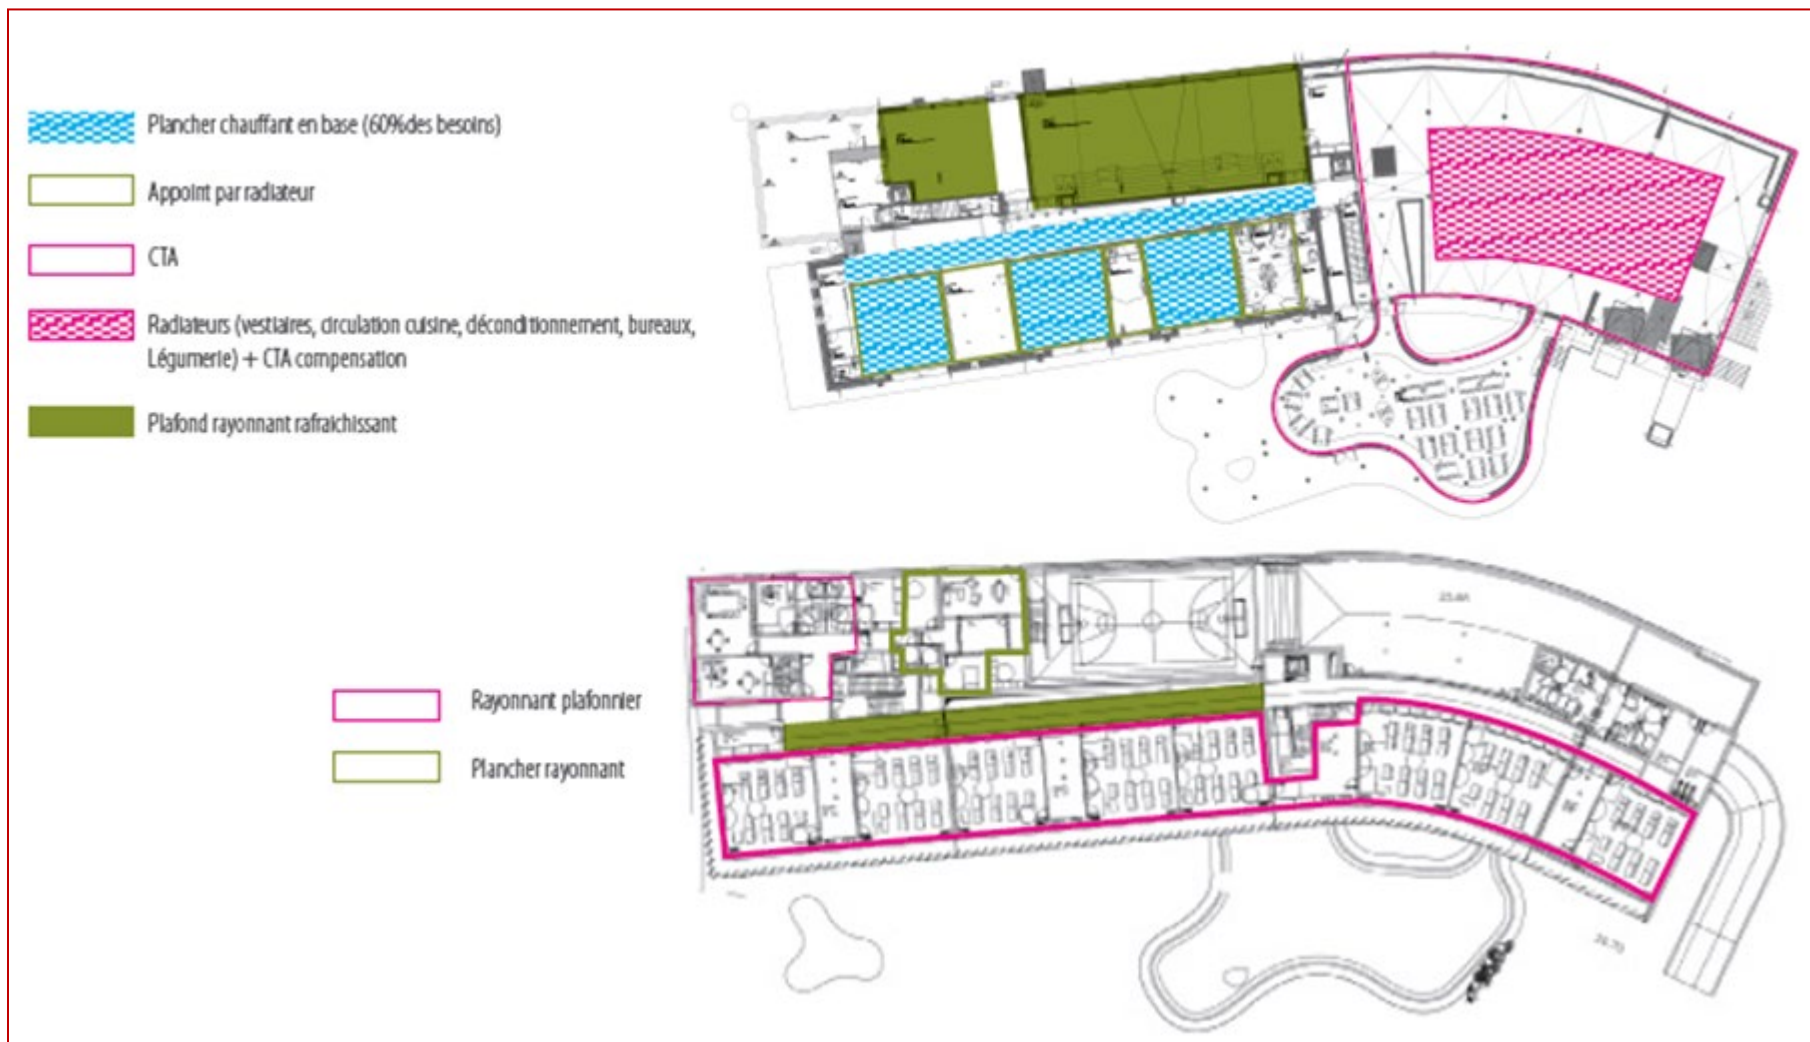 Plancher chauffant en base (60%des besoins)
Appoint par radiateur
CTA
Radiateurs (vestiaires, circulation cuisine, déconditionnement, bureaux,
Légumerie) + CTA compensation
Plafond rayonnant rafraichissant
Rayonnant plafonnier
Plancher rayonnant